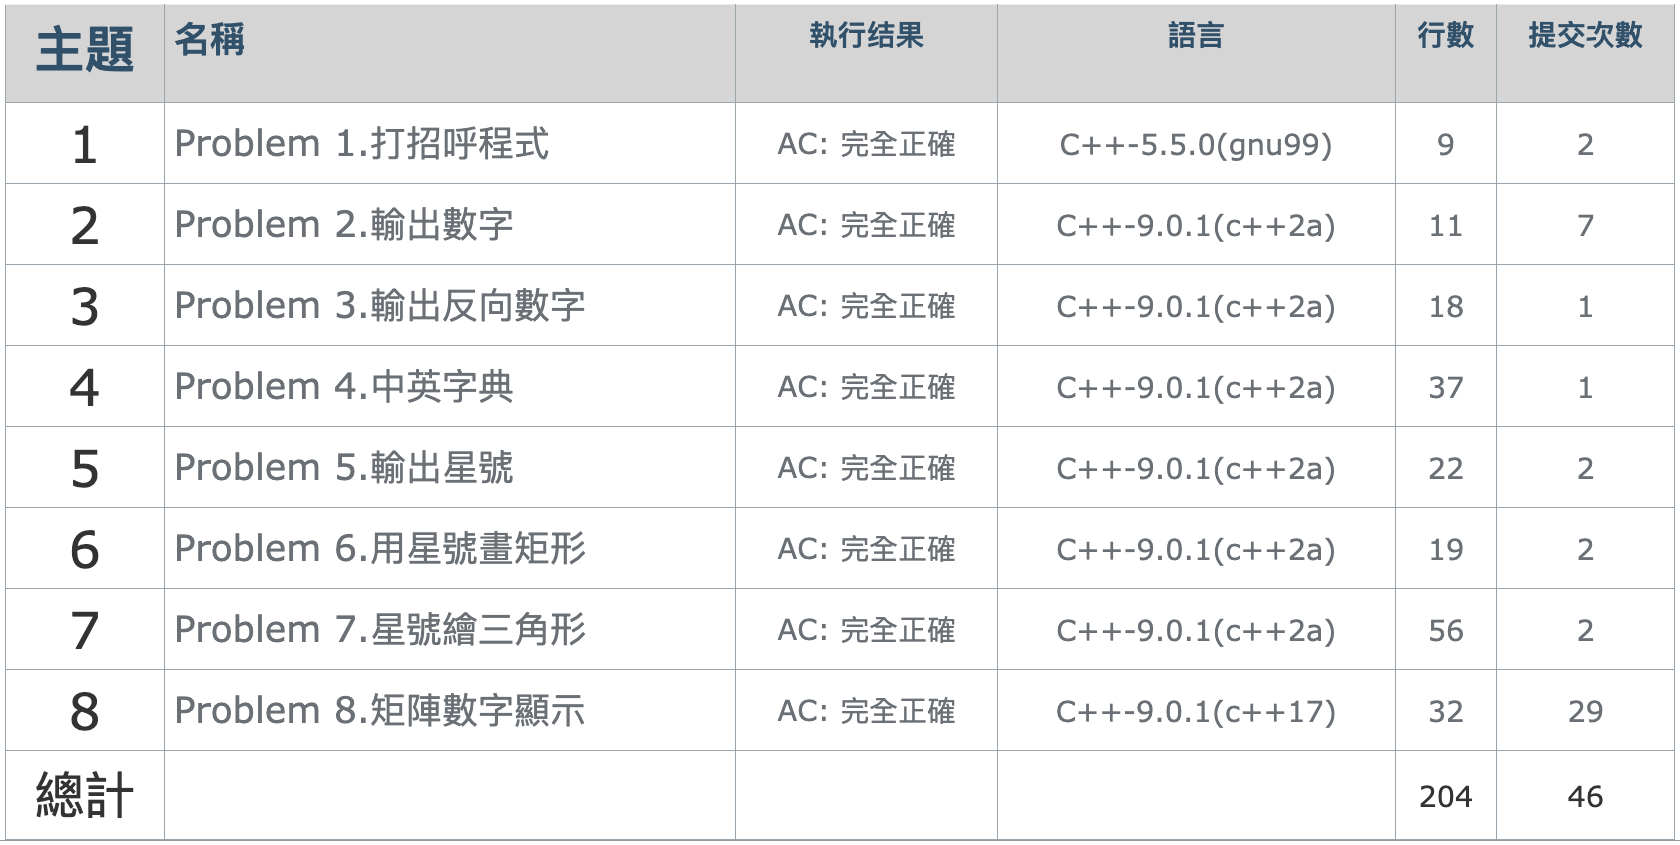 主題 名稱 執行结果 語言 行數 提交次數
1 Problem 1.打招呼程式 AC: 完全正確 C++-5.5.0(gnu99) 9 2
2 Problem 2.輸出數字 AC: 完全正確 C++-9.0.1(c++2a) 11 7
3 Problem 3.輸出反向數字 AC: 完全正確 C++-9.0.1(c++2a) 18 1
4 Problem 4.中英字典 AC: 完全正確 C++-9.0.1(c++2a) 37 1
5 Problem 5.輸出星號 AC: 完全正確 C++-9.0.1(c++2a) 22 2
6 Problem 6.用星號畫矩形 AC: 完全正確 C++-9.0.1(c++2a) 19 2
7 Problem 7.星號繪三角形 AC: 完全正確 C++-9.0.1(c++2a) 56 2
8 Problem 8.矩陣數字顯示 AC: 完全正確 C++-9.0.1(c++17) 32 29
總計 204 46